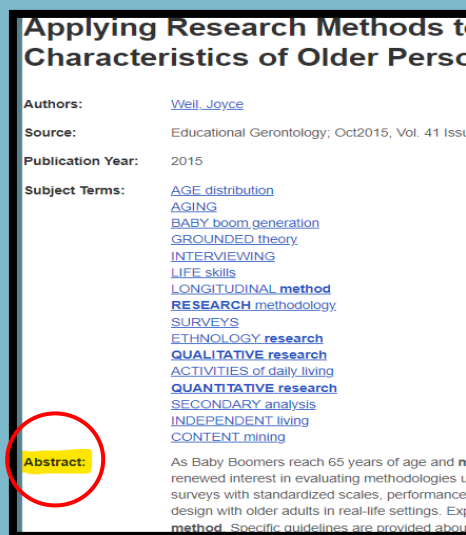 Applying Research Methods t
Characteristics of Older Pers
Authors: Weil, Joyce
Source: Educational Gerontology; Oct2015, Vol. 41 Iss
Publication Year: 2015
Subject Terms: AGE distribution
AGING
BABY boom generation
GROUNDED theory
INTERVIEWING
LIFE skills
LONGITUDINAL method
RESEARCH methodology
SURVEYS
ETHNOLOGY research
QUALITATIVE research
ACTIVITIES of daily living
QUANTITATIVE research
SECONDARY analysis
INDEPENDENT living
CONTENT mining
Abstract: As Baby Boomers reach 65 years of age and
renewed interest in evaluating methodologies
surveys with standardized scales, performance
design with older adults in real-life settings. Exp
method. Specific guidelines are provided abou